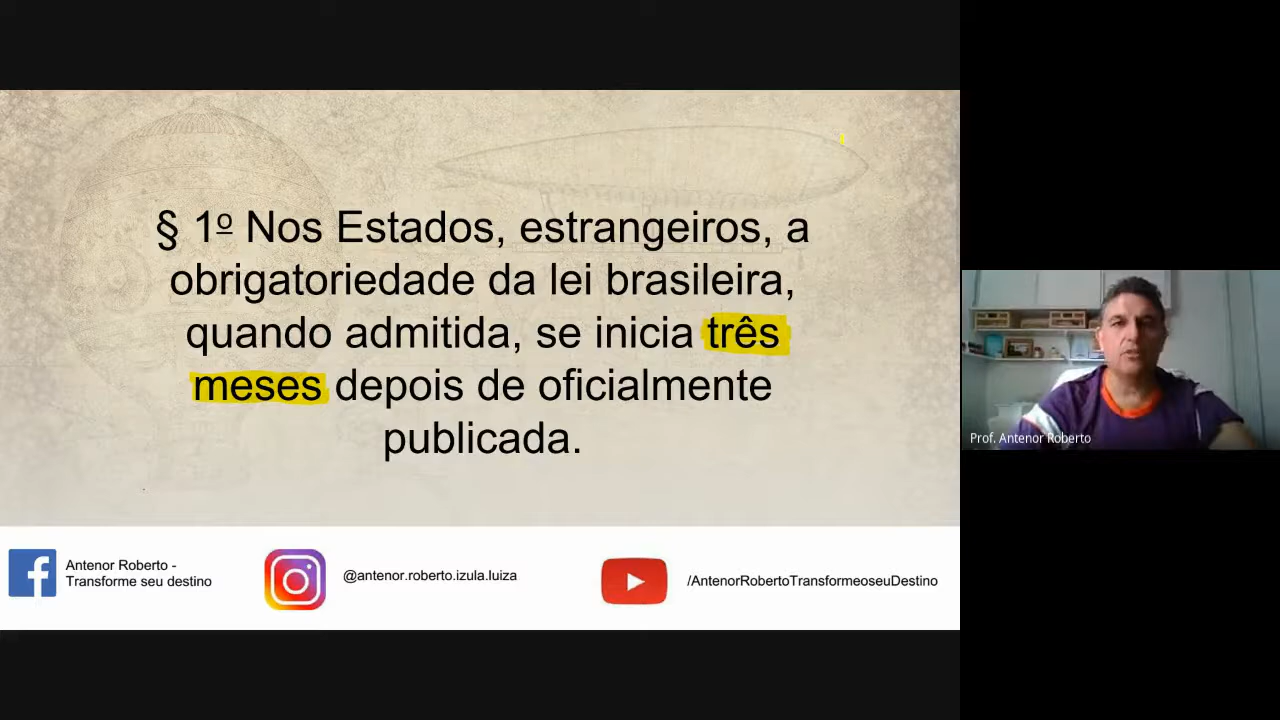 § 1º Nos Estados, estrangeiros, a
obrigatoriedade da lei brasileira,
quando admitida, se inicia três
meses depois de oficialmente
publicada.
Prof. Antenor Roberto
Antenor Roberto -
Transforme seu destino
@antenor.roberto.izula.luiza
/AntenorRobertoTransformeoseuDestino